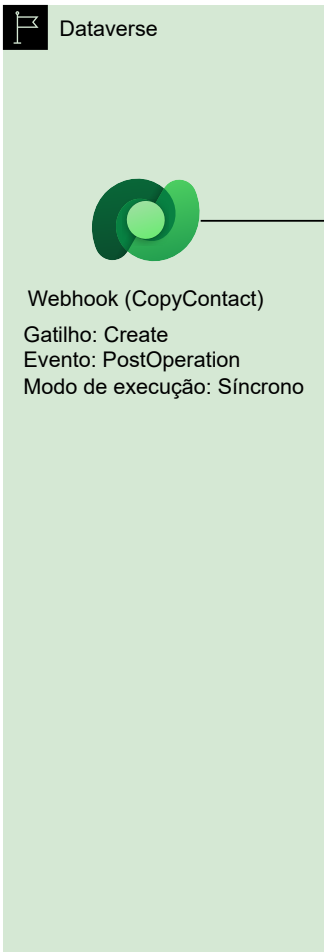 Dataverse
Webhook (CopyContact)
Gatilho: Create
Evento: PostOperation
Modo de execução: Síncrono